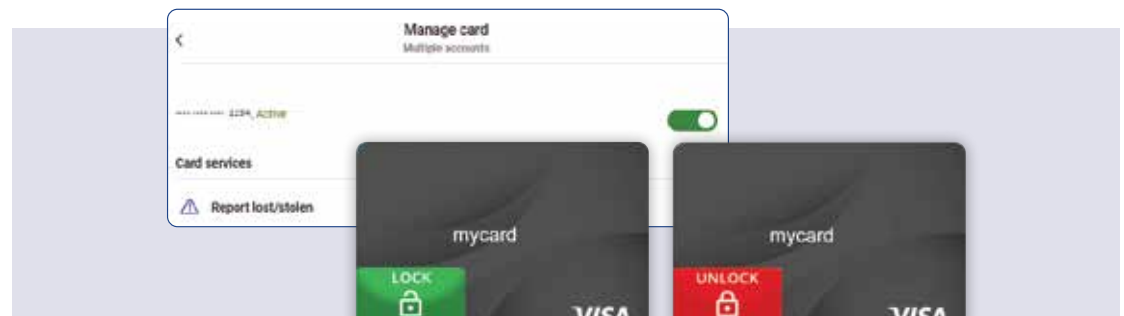 Manage card
Multiple accounts
1234, Active
Card services
Report lost/stolen
mycard
LOCK
VISA
mycard
UNLOCK
VISA